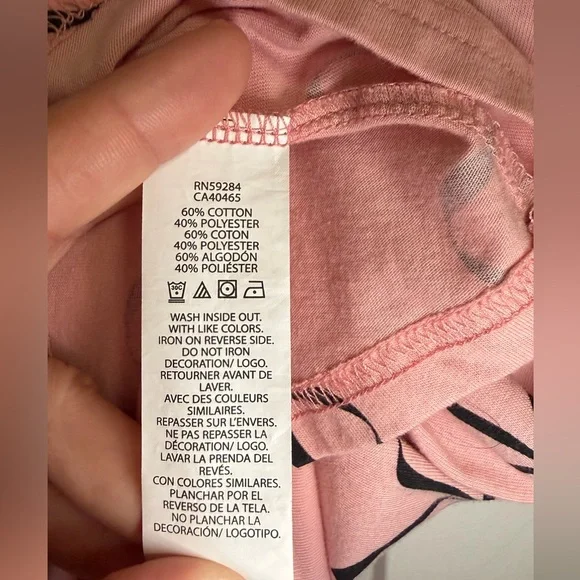 RN59284
CA40465
60% COTTON
40% POLYESTER
60% COTON
40% POLYESTER
60% ALGODÓN
40% POLIÉSTER
30C
WASH INSIDE OUT.
WITH LIKE COLORS.
IRON ON REVERSE SIDE.
DO NOT IRON
DECORATION/ LOGO.
RETOURNER AVANT DE
LAVER.
AVEC DES COULEURS
SIMILAIRES.
REPASSER SUR L'ENVERS.
NE PAS REPASSER LA
DÉCORATION/ LOGO.
LAVAR LA PRENDA DEL
REVÉS.
CON COLORES SIMILARES.
PLANCHAR POR EL
REVERSO DE LA TELA.
NO PLANCHAR LA
DECORACIÓN/ LOGOTIPO.